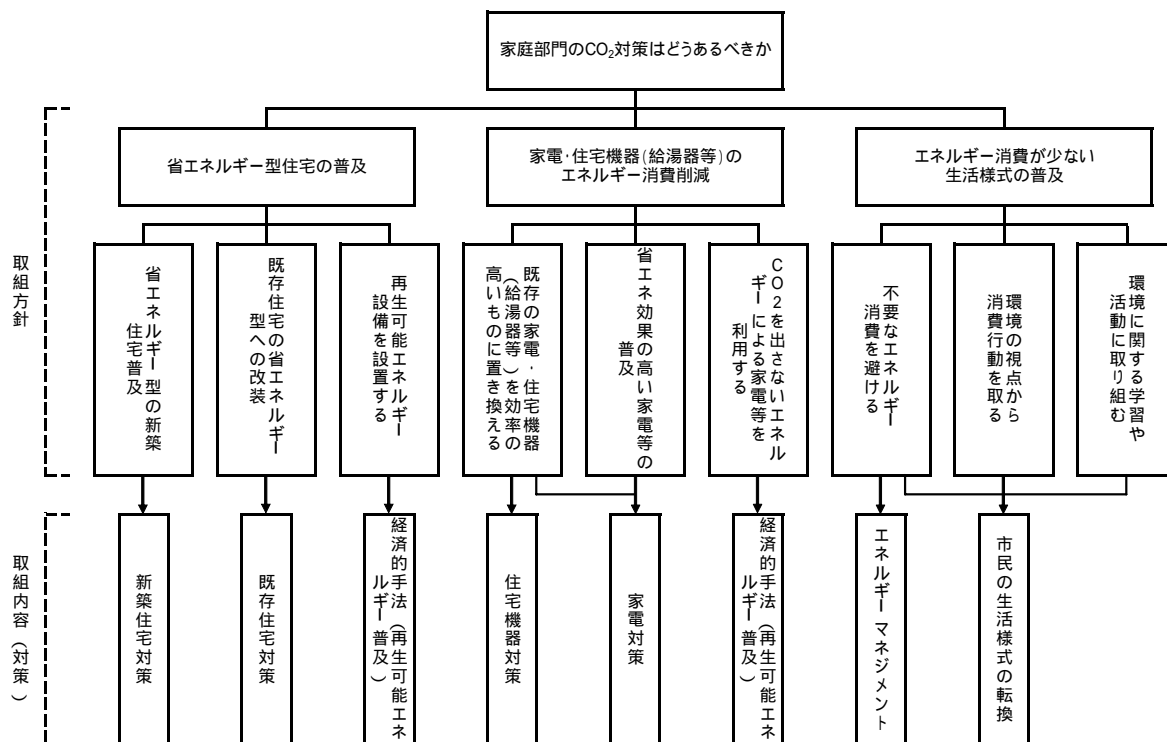 家庭部門のCO₂対策はどうあるべきか
省エネルギー型住宅の普及
家電・住宅機器(給湯器等)の
エネルギー消費削減
エネルギー消費が少ない
生活様式の普及
取組方針
省エネルギー型の新築
住宅普及
既存住宅の省エネルギー
型への改装
再生可能エネルギー
設備を設置する
既存の家電・住宅機器
(給湯器等)を効率の
高いものに置き換える
省エネ効果の高い家電等の
普及
CO2を出さないエネル
ギーによる家電等を
利用する
不要なエネルギー
消費を避ける
環境の視点から
消費行動を取る
環境に関する学習や
活動に取り組む
取組内容(対策)
新築住宅対策
既存住宅対策
経済的手法(再生可能エネ
ルギー普及)
住宅機器対策
家電対策
経済的手法(再生可能エネ
ルギー普及)
エネルギーマネジメント
市民の生活様式の転換